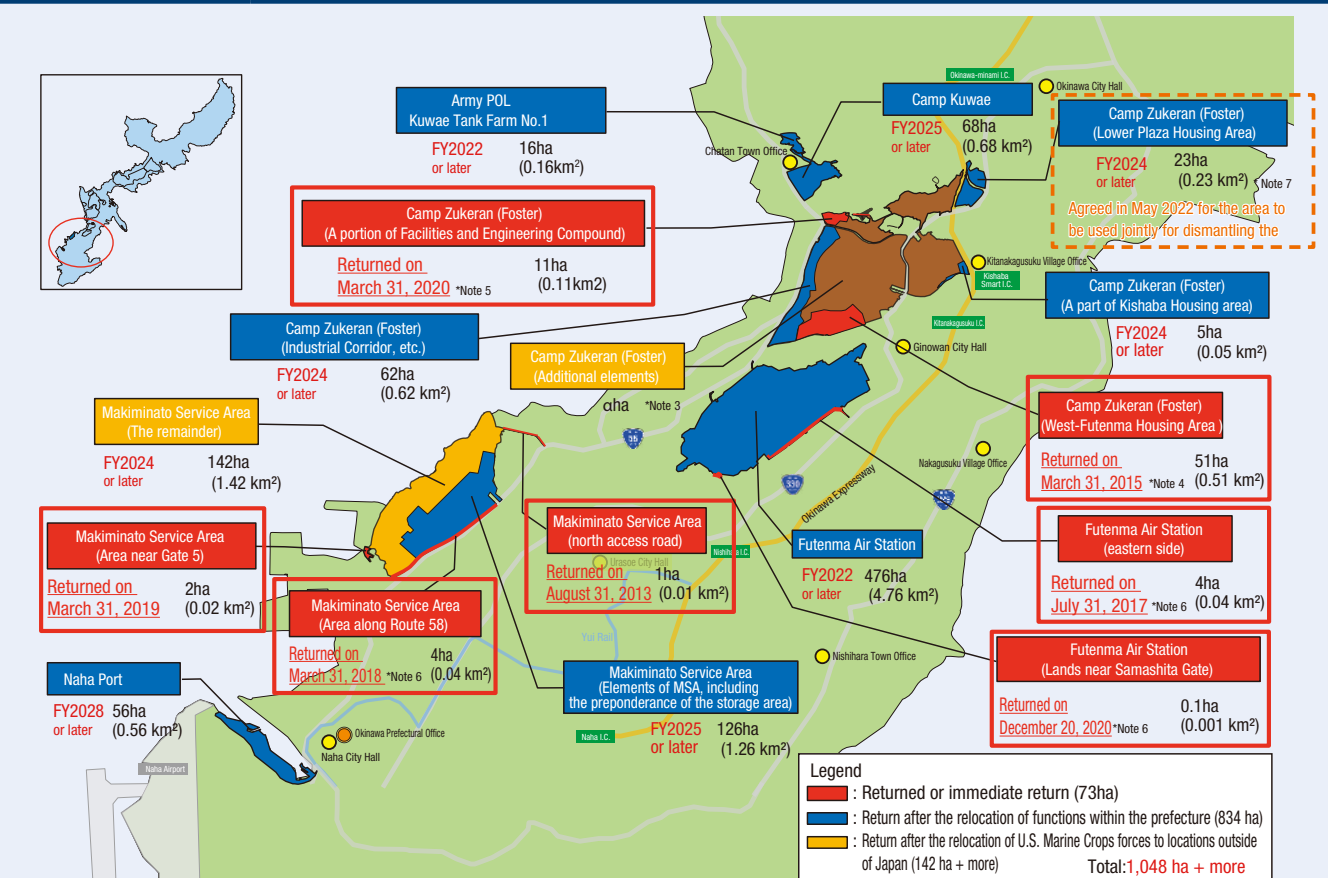 Okinawa-minami I.C.
Okinawa City Hall
Army POL
Kuwae Tank Farm No.1
FY2022
or later
16ha
(0.16km²)
Camp Kuwae
FY2025
or later
68ha
(0.68 km²)
Chatan Town Office
Camp Zukeran (Foster)
(Lower Plaza Housing Area)
FY2024
or later
23ha
(0.23 km²)
*Note 7
Agreed in May 2022 for the area to
be used jointly for dismantling the
Camp Zukeran (Foster)
(A portion of Facilities and Engineering Compound)
Returned on
March 31, 2020 *Note 5
11ha
(0.11km2)
Kitanakagusuku Village Office
Kishaba
Smart I.C.
Camp Zukeran (Foster)
(A part of Kishaba Housing area)
FY2024
or later
5ha
(0.05 km²)
Camp Zukeran (Foster)
(Industrial Corridor, etc.)
FY2024
or later
62ha
(0.62 km²)
Kitanakagusuku I.C.
Ginowan City Hall
Camp Zukeran (Foster)
(Additional elements)
αha
*Note 3
Camp Zukeran (Foster)
(West-Futenma Housing Area )
Returned on
March 31, 2015 *Note 4
51ha
(0.51 km²)
Makiminato Service Area
(The remainder)
FY2024
or later
142ha
(1.42 km²)
Nakagusuku Village Office
330
Okinawa Expressway
Makiminato Service Area
(Area near Gate 5)
Returned on
March 31, 2019
2ha
(0.02 km²)
Makiminato Service Area
(north access road)
Urasoe City Hall
Returned on
August 31, 2013
1ha
(0.01 km²)
Nishihara I.C.
Futenma Air Station
FY2022
or later
476ha
(4.76 km²)
Futenma Air Station
(eastern side)
Returned on
July 31, 2017 *Note 6
4ha
(0.04 km²)
Makiminato Service Area
(Area along Route 58)
Returned on
March 31, 2018 *Note 6
4ha
(0.04 km²)
Yui Rail
Nishihara Town Office
Futenma Air Station
(Lands near Samashita Gate)
Returned on
December 20, 2020 *Note 6
0.1ha
(0.001 km²)
Naha Port
FY2028
or later
56ha
(0.56 km²)
Makiminato Service Area
(Elements of MSA, including
the preponderance of the storage area)
FY2025
or later
126ha
(1.26 km²)
Okinawa Prefectural Office
Naha City Hall
Naha I.C.
Naha Airport
Legend
: Returned or immediate return (73ha)
: Return after the relocation of functions within the prefecture (834 ha)
: Return after the relocation of U.S. Marine Crops forces to locations outside
of Japan (142 ha + more)
Total:1,048 ha + more